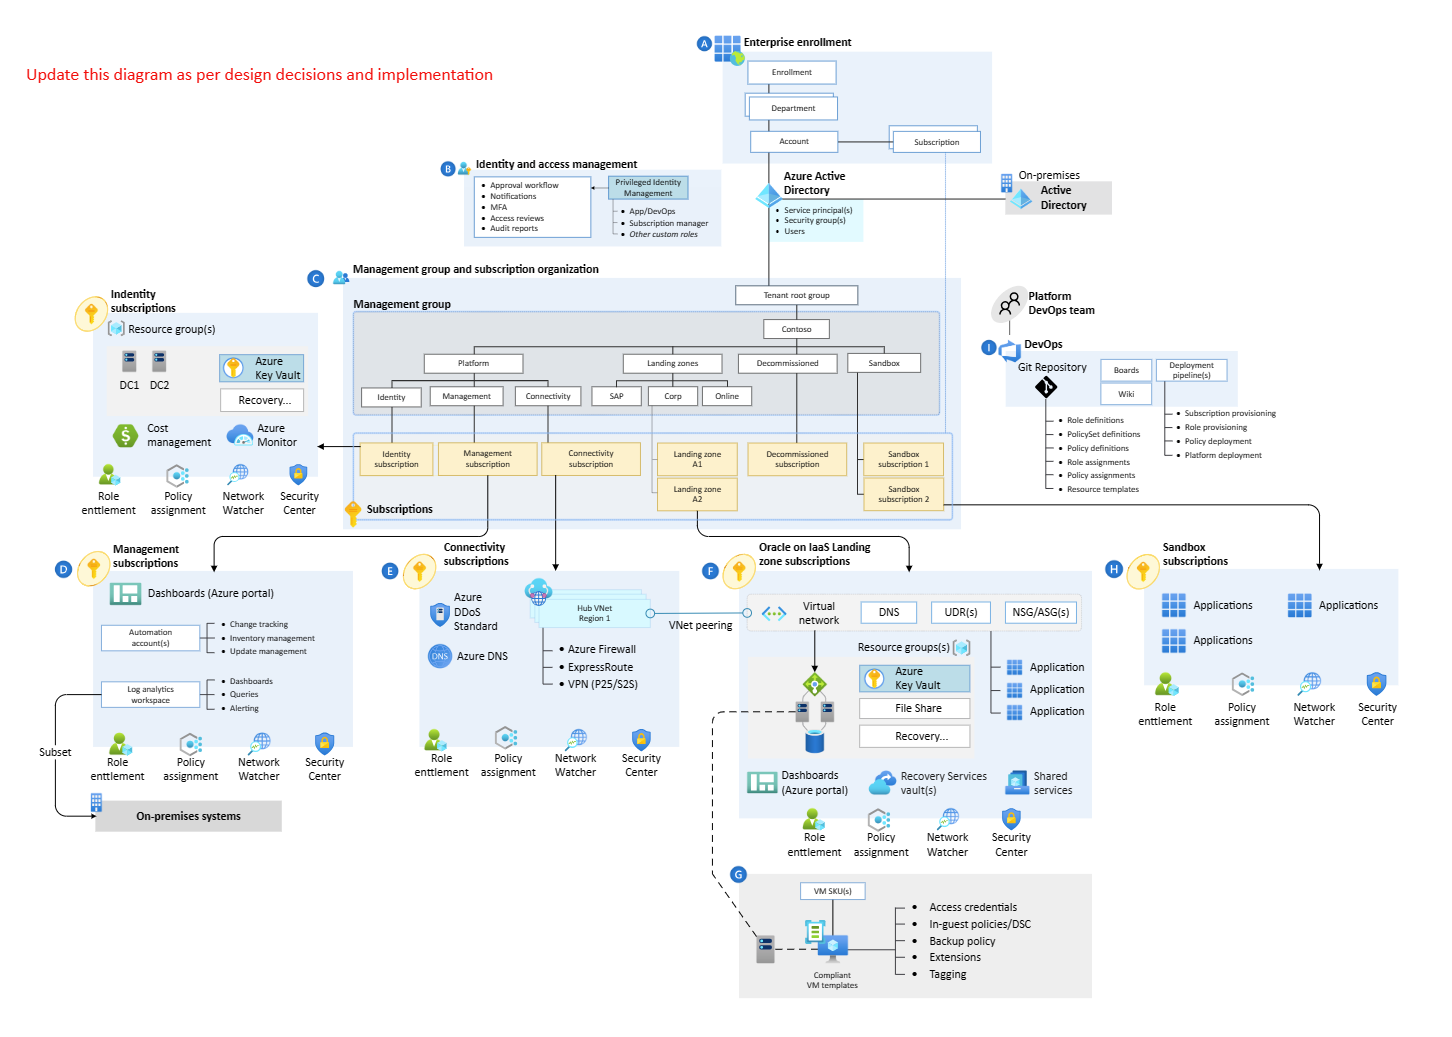 Update this diagram as per design decisions and implementation
A
Enterprise enrollment
Enrollment
Department
Account
Subscription
B
Identity and access management
Approval workflow
Notifications
MFA
Access reviews
Audit reports
Privileged Identity
Management
App/DevOps
Subscription manager
Other custom roles
Azure Active
Directory
Service principal(s)
Security group(s)
Users
On-premises
Active
Directory
C
Management group and subscription organization
Management group
Tenant root group
Contoso
Platform
Landing zones
Decommissioned
Sandbox
Identity
Management
Connectivity
SAP
Corp
Online
Identity
subscription
Management
subscription
Connectivity
subscription
Landing zone
A1
Landing zone
A2
Decommissioned
subscription
Sandbox
subscription 1
Sandbox
subscription 2
Subscriptions
Indentity
subscriptions
Resource group(s)
DC1
DC2
Azure
Key Vault
Recovery...
Cost
management
Azure
Monitor
Role
enttlement
Policy
assignment
Network
Watcher
Security
Center
Platform
DevOps team
I
DevOps
Git Repository
Boards
Wiki
Deployment
pipeline(s)
Role definitions
PolicySet definitions
Policy definitions
Role assignments
Policy assignments
Resource templates
Subscription provisioning
Role provisioning
Policy deployment
Platform deployment
D
Management
subscriptions
Dashboards (Azure portal)
Automation
account(s)
Change tracking
Inventory management
Update management
Log analytics
workspace
Dashboards
Queries
Alerting
Subset
Role
enttlement
Policy
assignment
Network
Watcher
Security
Center
On-premises systems
E
Connectivity
subscriptions
Azure
DDoS
Standard
DNS
Azure DNS
Hub VNet
Region 1
Azure Firewall
ExpressRoute
VPN (P25/S2S)
VNet peering
Role
enttlement
Policy
assignment
Network
Watcher
Security
Center
F
Oracle on IaaS Landing
zone subscriptions
Virtual
network
DNS
UDR(s)
NSG/ASG(s)
Resource groups(s)
Azure
Key Vault
File Share
Recovery...
Application
Application
Application
Dashboards
(Azure portal)
Recovery Services
vault(s)
Shared
services
Role
enttlement
Policy
assignment
Network
Watcher
Security
Center
G
VM SKU(s)
Compliant
VM templates
Access credentials
In-guest policies/DSC
Backup policy
Extensions
Tagging
H
Sandbox
subscriptions
Applications
Applications
Applications
Role
enttlement
Policy
assignment
Network
Watcher
Security
Center